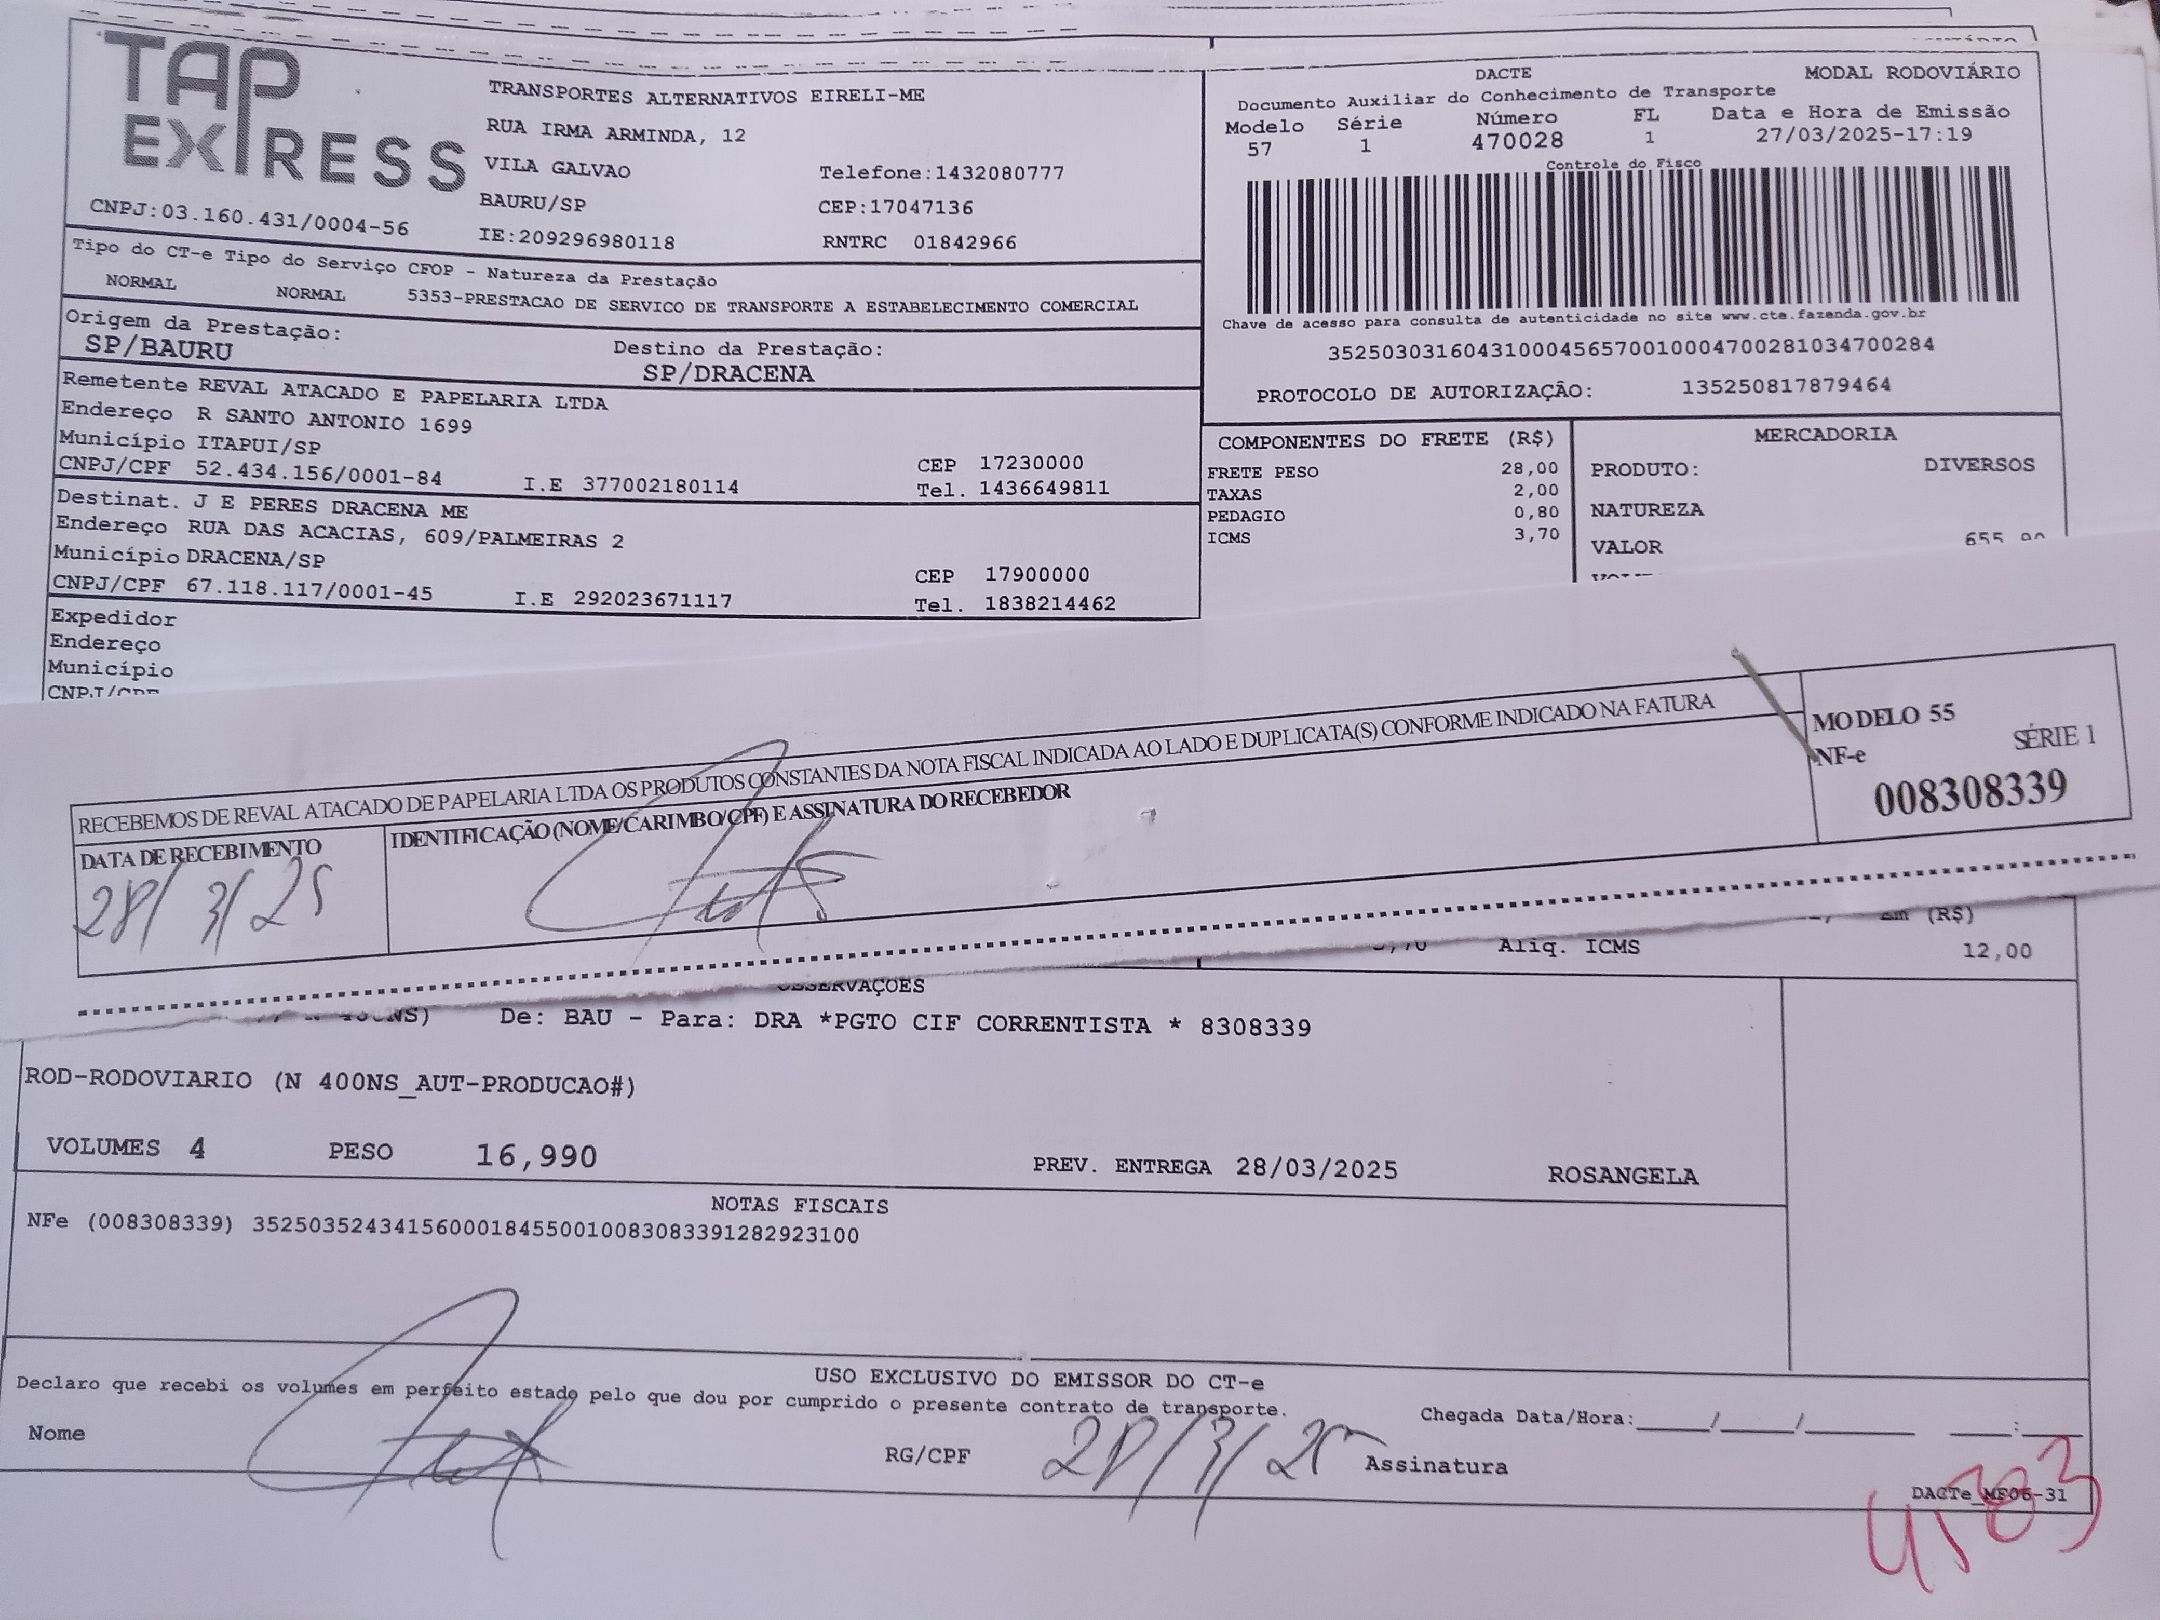 TAP
EXPRESS
TRANSPORTES ALTERNATIVOS EIRELI-ME
RUA IRMA ARMINDA, 12
VILA GALVAO Telefone:1432080777
BAURU/SP CEP:17047136
CNPJ:03.160.431/0004-56 IE:209296980118 RNTRC 01842966
DACTE MODAL RODOVIÁRIO
Documento Auxiliar do Conhecimento de Transporte
Modelo Série Número FL Data e Hora de Emissão
57 1 470028 1 27/03/2025-17:19
Controle do Fisco
Chave de acesso para consulta de autenticidade no site www.cte.fazenda.gov.br
35250303160431000456570010004700281034700284
PROTOCOLO DE AUTORIZAÇÃO: 135250817879464
Tipo do CT-e Tipo do Serviço CFOP - Natureza da Prestação
NORMAL NORMAL 5353-PRESTACAO DE SERVICO DE TRANSPORTE A ESTABELECIMENTO COMERCIAL
Origem da Prestação: Destino da Prestação:
SP/BAURU SP/DRACENA
Remetente REVAL ATACADO E PAPELARIA LTDA
Endereço R SANTO ANTONIO 1699
Município ITAPUI/SP CEP 17230000
CNPJ/CPF 52.434.156/0001-84 I.E 377002180114 Tel. 1436649811
Destinat. J E PERES DRACENA ME
Endereço RUA DAS ACACIAS, 609/PALMEIRAS 2
Município DRACENA/SP CEP 17900000
CNPJ/CPF 67.118.117/0001-45 I.E 292023671117 Tel. 1838214462
Expedidor
Endereço
Município
CNPJ/CPF
COMPONENTES DO FRETE (R$)
FRETE PESO 28,00
TAXAS 2,00
PEDAGIO 0,80
ICMS 3,70
MERCADORIA
PRODUTO: DIVERSOS
NATUREZA
VALOR 655,90
RECEBEMOS DE REVAL ATACADO DE PAPELARIA LTDA OS PRODUTOS CONSTANTES DA NOTA FISCAL INDICADA AO LADO E DUPLICATA(S) CONFORME INDICADO NA FATURA
DATA DE RECEBIMENTO IDENTIFICAÇÃO (NOME/CARIMBO/CPF) E ASSINATURA DO RECEBEDOR
28/3/25
MODELO 55
NF-e SÉRIE 1
008308339
(R$)
Aliq. ICMS 12,00
OBSERVAÇOES
De: BAU - Para: DRA *PGTO CIF CORRENTISTA * 8308339
ROD-RODOVIARIO (N 400NS_AUT-PRODUCAO#)
VOLUMES 4 PESO 16,990 PREV. ENTREGA 28/03/2025 ROSANGELA
NOTAS FISCAIS
NFe (008308339) 35250352434156000184550010083083391282923100
USO EXCLUSIVO DO EMISSOR DO CT-e
Declaro que recebi os volumes em perfeito estado pelo que dou por cumprido o presente contrato de transporte.
Chegada Data/Hora:____/____/______ ___:___
Nome RG/CPF 28/3/25 Assinatura
DACTe_MF06-31